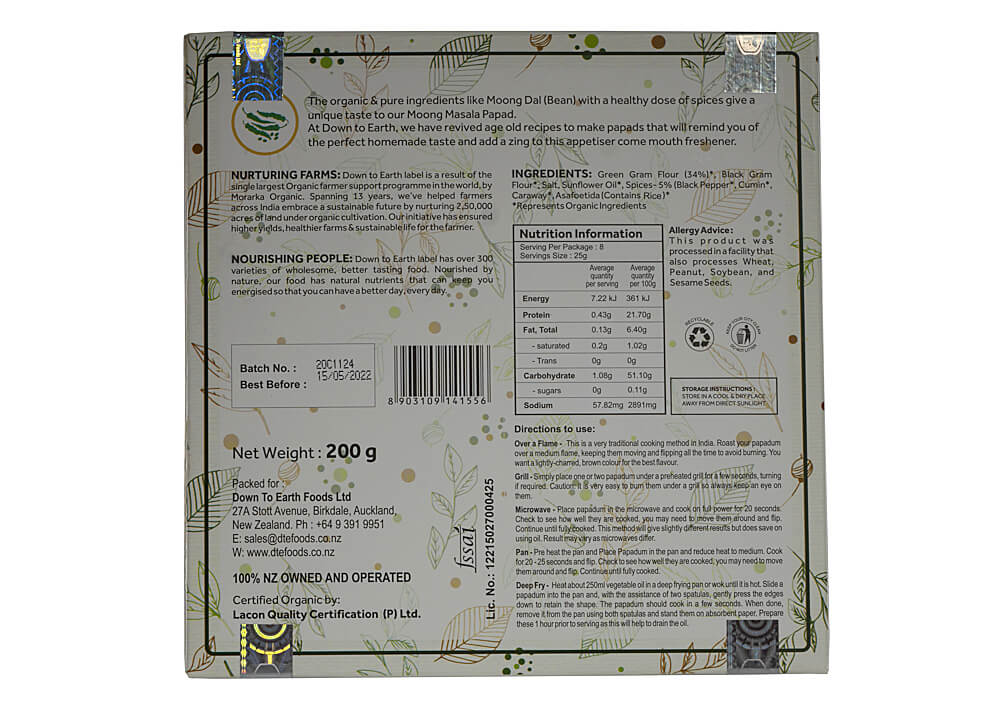 The organic & pure ingredients like Moong Dal (Bean) with a healthy dose of spices give a
unique taste to our Moong Masala Papad.
At Down to Earth, we have revived age old recipes to make papads that will remind you of
the perfect homemade taste and add a zing to this appetiser come mouth freshener.
NURTURING FARMS: Down to Earth label is a result of the
single largest Organic farmer support programme in the world, by
Morarka Organic. Spanning 13 years, we've helped farmers
across India embrace a sustainable future by nurturing 2,50,000
acres of land under organic cultivation. Our initiative has ensured
higher yields, healthier farms & sustainable life for the farmer.
NOURISHING PEOPLE: Down to Earth label has over 300
varieties of wholesome, better tasting food. Nourished by
nature, our food has natural nutrients that can keep you
energised so that you can have a better day, every day.
Batch No. : 20C1124
Best Before : 15/05/2022
8 903109 141556
Net Weight : 200 g
Packed for :
Down To Earth Foods Ltd
27A Stott Avenue, Birkdale, Auckland,
New Zealand. Ph : +64 9 391 9951
E: sales@dtefoods.co.nz
W: www.dtefoods.co.nz
100% NZ OWNED AND OPERATED
Certified Organic by:
Lacon Quality Certification (P) Ltd.
fssai
Lic. No.: 12215027000425
INGREDIENTS: Green Gram Flour (34%)*, Black Gram
Flour*, Salt, Sunflower Oil*, Spices- 5% (Black Pepper*, Cumin*,
Caraway*, Asafoetida (Contains Rice)*
*Represents Organic Ingredients
Nutrition Information
Serving Per Package : 8
Servings Size : 25g
Average quantity per serving Average quantity per 100g
Energy 7.22 kJ 361 kJ
Protein 0.43g 21.70g
Fat, Total 0.13g 6.40g
- saturated 0.2g 1.02g
- Trans 0g 0g
Carbohydrate 1.08g 51.10g
- sugars 0g 0.11g
Sodium 57.82mg 2891mg
Allergy Advice :
This product was
processed in a facility that
also processes Wheat,
Peanut, Soybean, and
Sesame Seeds.
RECYCLABLE
KEEP YOUR CITY CLEAN
DO NOT LITTER
STORAGE INSTRUCTIONS :
STORE IN A COOL & DRY PLACE
AWAY FROM DIRECT SUNLIGHT.
Directions to use:
Over a Flame - This is a very traditional cooking method in India. Roast your papadum
over a medium flame, keeping them moving and flipping all the time to avoid burning. You
want a lightly-charred, brown colour for the best flavour.
Grill - Simply place one or two papadum under a preheated grill for a few seconds, turning
if required. Caution: It is very easy to burn them under a grill so always keep an eye on
them.
Microwave - Place papadum in the microwave and cook on full power for 20 seconds.
Check to see how well they are cooked, you may need to move them around and flip.
Continue until fully cooked. This method will give slightly different results but does save on
using oil. Result may vary as microwaves differ.
Pan - Pre heat the pan and Place Papadum in the pan and reduce heat to medium. Cook
for 20 - 25 seconds and flip. Check to see how well they are cooked, you may need to move
them around and flip. Continue until fully cooked.
Deep Fry - Heat about 250ml vegetable oil in a deep frying pan or wok until it is hot. Slide a
papadum into the pan and, with the assistance of two spatulas, gently press the edges
down to retain the shape. The papadum should cook in a few seconds. When done,
remove it from the pan using both spatulas and stand them on absorbent paper. Prepare
these 1 hour prior to serving as this will help to drain the oil.